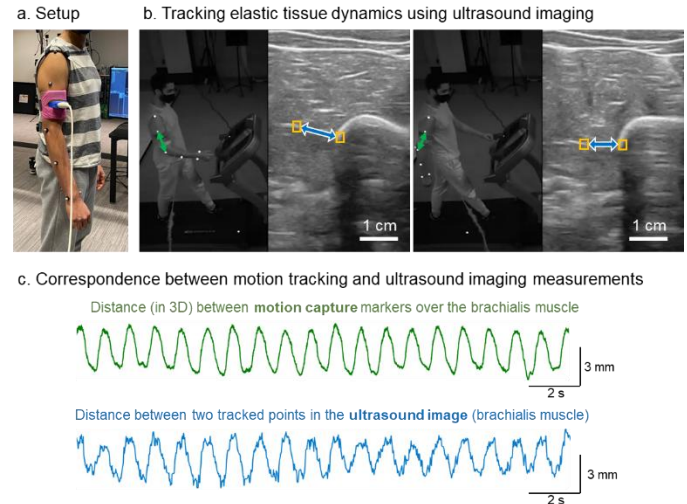 a. Setup
b. Tracking elastic tissue dynamics using ultrasound imaging
1 cm
1 cm
c. Correspondence between motion tracking and ultrasound imaging measurements
Distance (in 3D) between motion capture markers over the brachialis muscle
3 mm
2 s
Distance between two tracked points in the ultrasound image (brachialis muscle)
3 mm
2 s